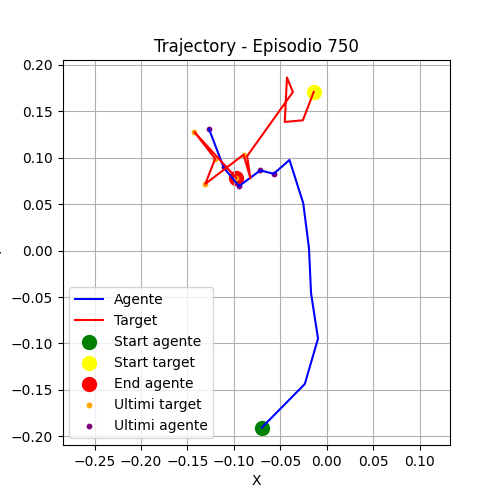 Trajectory - Episodio 750
0.20
0.15
0.10
0.05
0.00
−0.05
−0.10
−0.15
−0.20
Agente
Target
Start agente
Start target
End agente
Ultimi target
Ultimi agente
−0.25 −0.20 −0.15 −0.10 −0.05 0.00 0.05 0.10
X